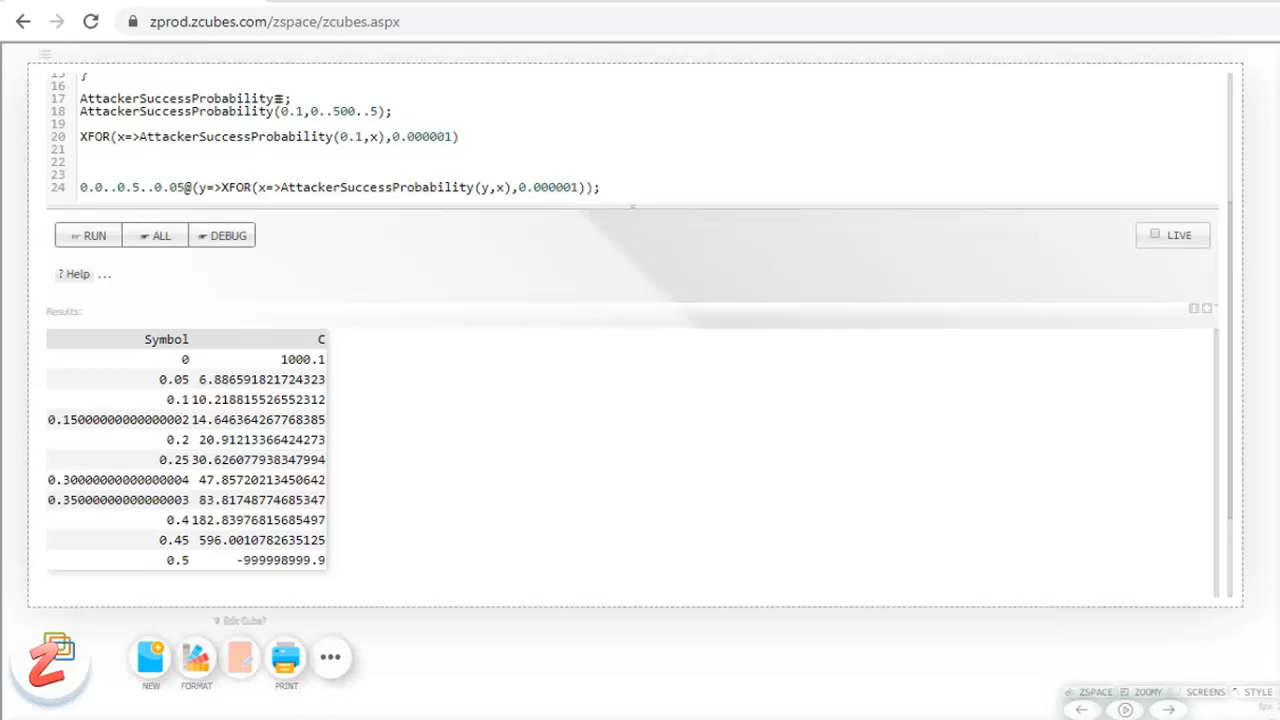 zprod.zcubes.com/zspace/zcubes.aspx
15 }
16
17 AttackerSuccessProbability≡;
18 AttackerSuccessProbability(0.1,0..500..5);
19
20 XFOR(x=>AttackerSuccessProbability(0.1,x),0.000001)
21
22
23
24 0.0..0.5..0.05@(y=>XFOR(x=>AttackerSuccessProbability(y,x),0.000001));
RUN ALL DEBUG LIVE
? Help ...
Results:
Symbol C
0 1000.1
0.05 6.886591821724323
0.1 10.218815526552312
0.15000000000000002 14.646364267768385
0.2 20.91213366424273
0.25 30.626077938347994
0.30000000000000004 47.85720213450642
0.35000000000000003 83.81748774685347
0.4 182.83976815685497
0.45 596.0010782635125
0.5 -999998999.9
Edit Cube?
Z
NEW FORMAT PRINT
ZSPACE ZOOMY SCREENS STYLE